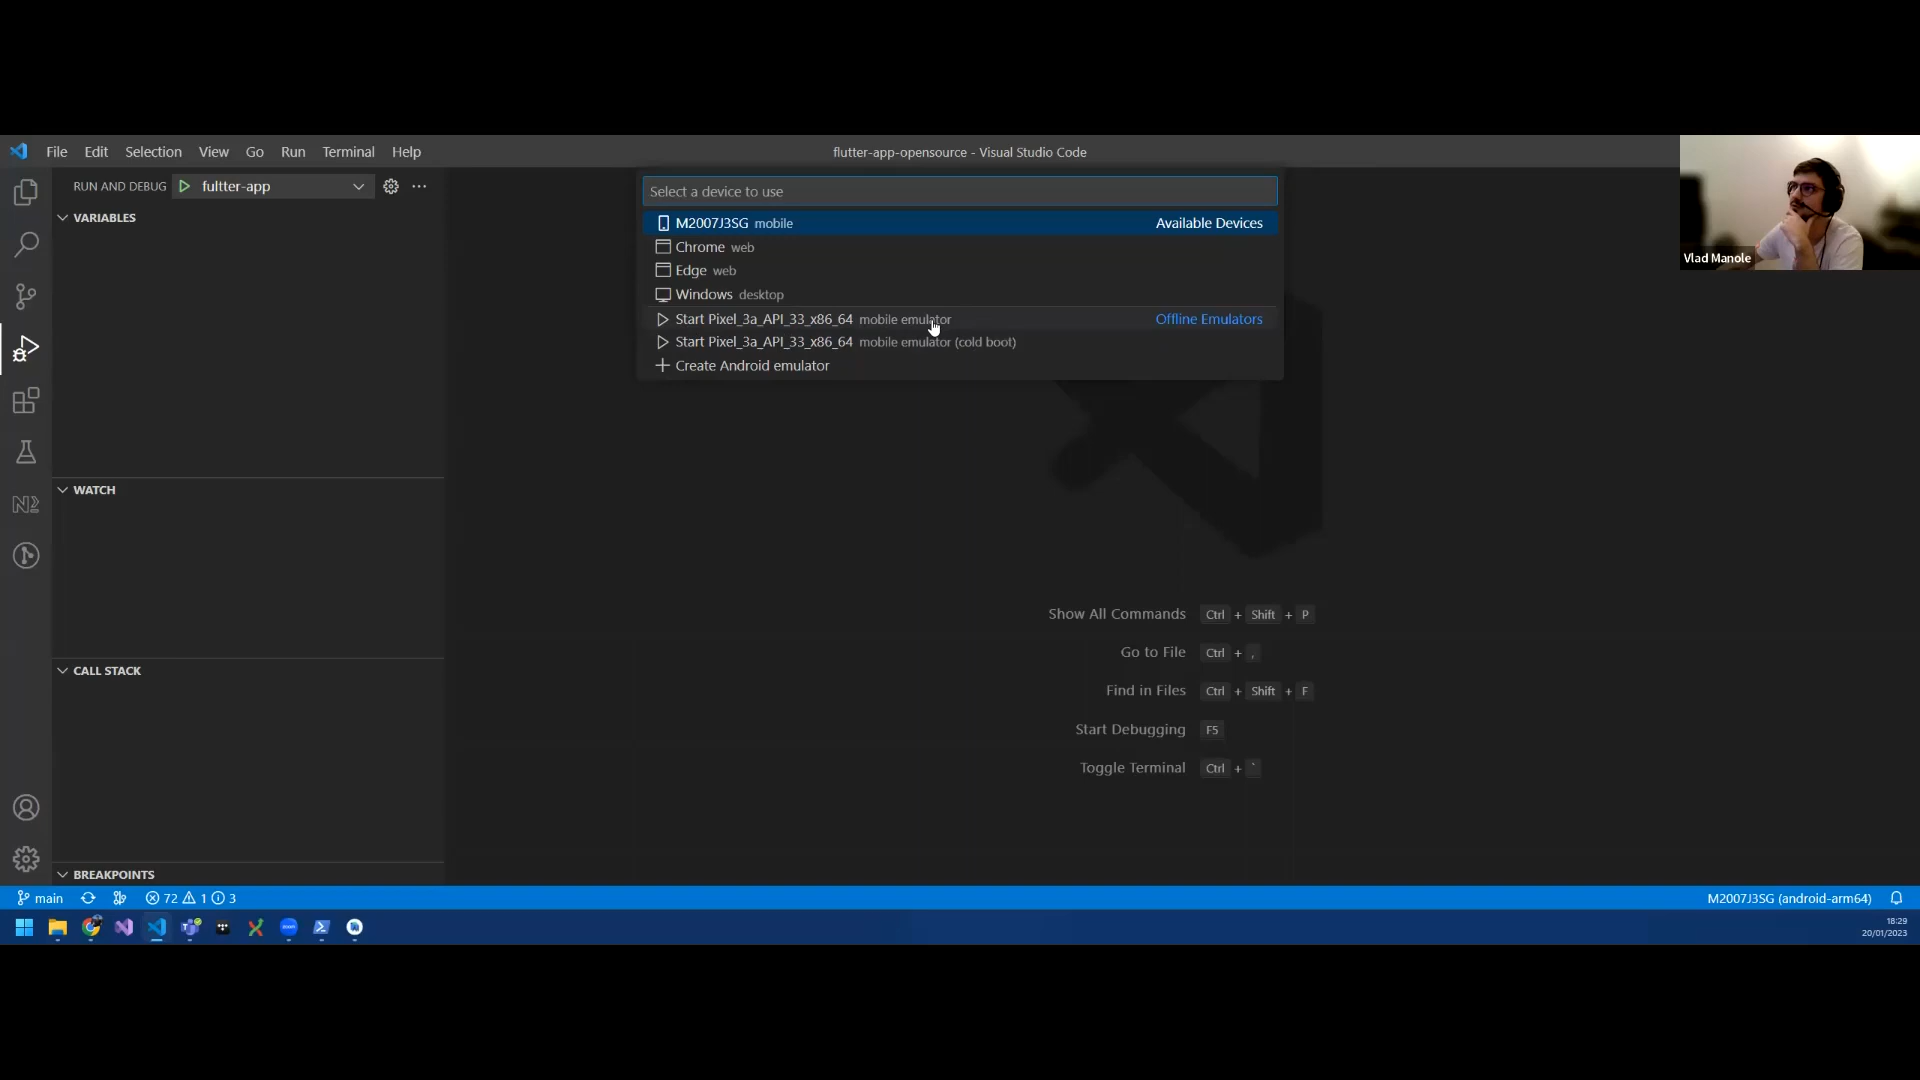 File Edit Selection View Go Run Terminal Help
flutter-app-opensource - Visual Studio Code
RUN AND DEBUG fultter-app
VARIABLES
Select a device to use
M2007J3SG mobile Available Devices
Chrome web
Edge web
Windows desktop
Start Pixel_3a_API_33_x86_64 mobile emulator Offline Emulators
Start Pixel_3a_API_33_x86_64 mobile emulator (cold boot)
Create Android emulator
Vlad Manole
WATCH
Show All Commands Ctrl + Shift + P
Go to File Ctrl + ,
Find in Files Ctrl + Shift + F
Start Debugging F5
Toggle Terminal Ctrl + `
CALL STACK
BREAKPOINTS
main 72 1 3
M2007J3SG (android-arm64)
18:29
20/01/2023